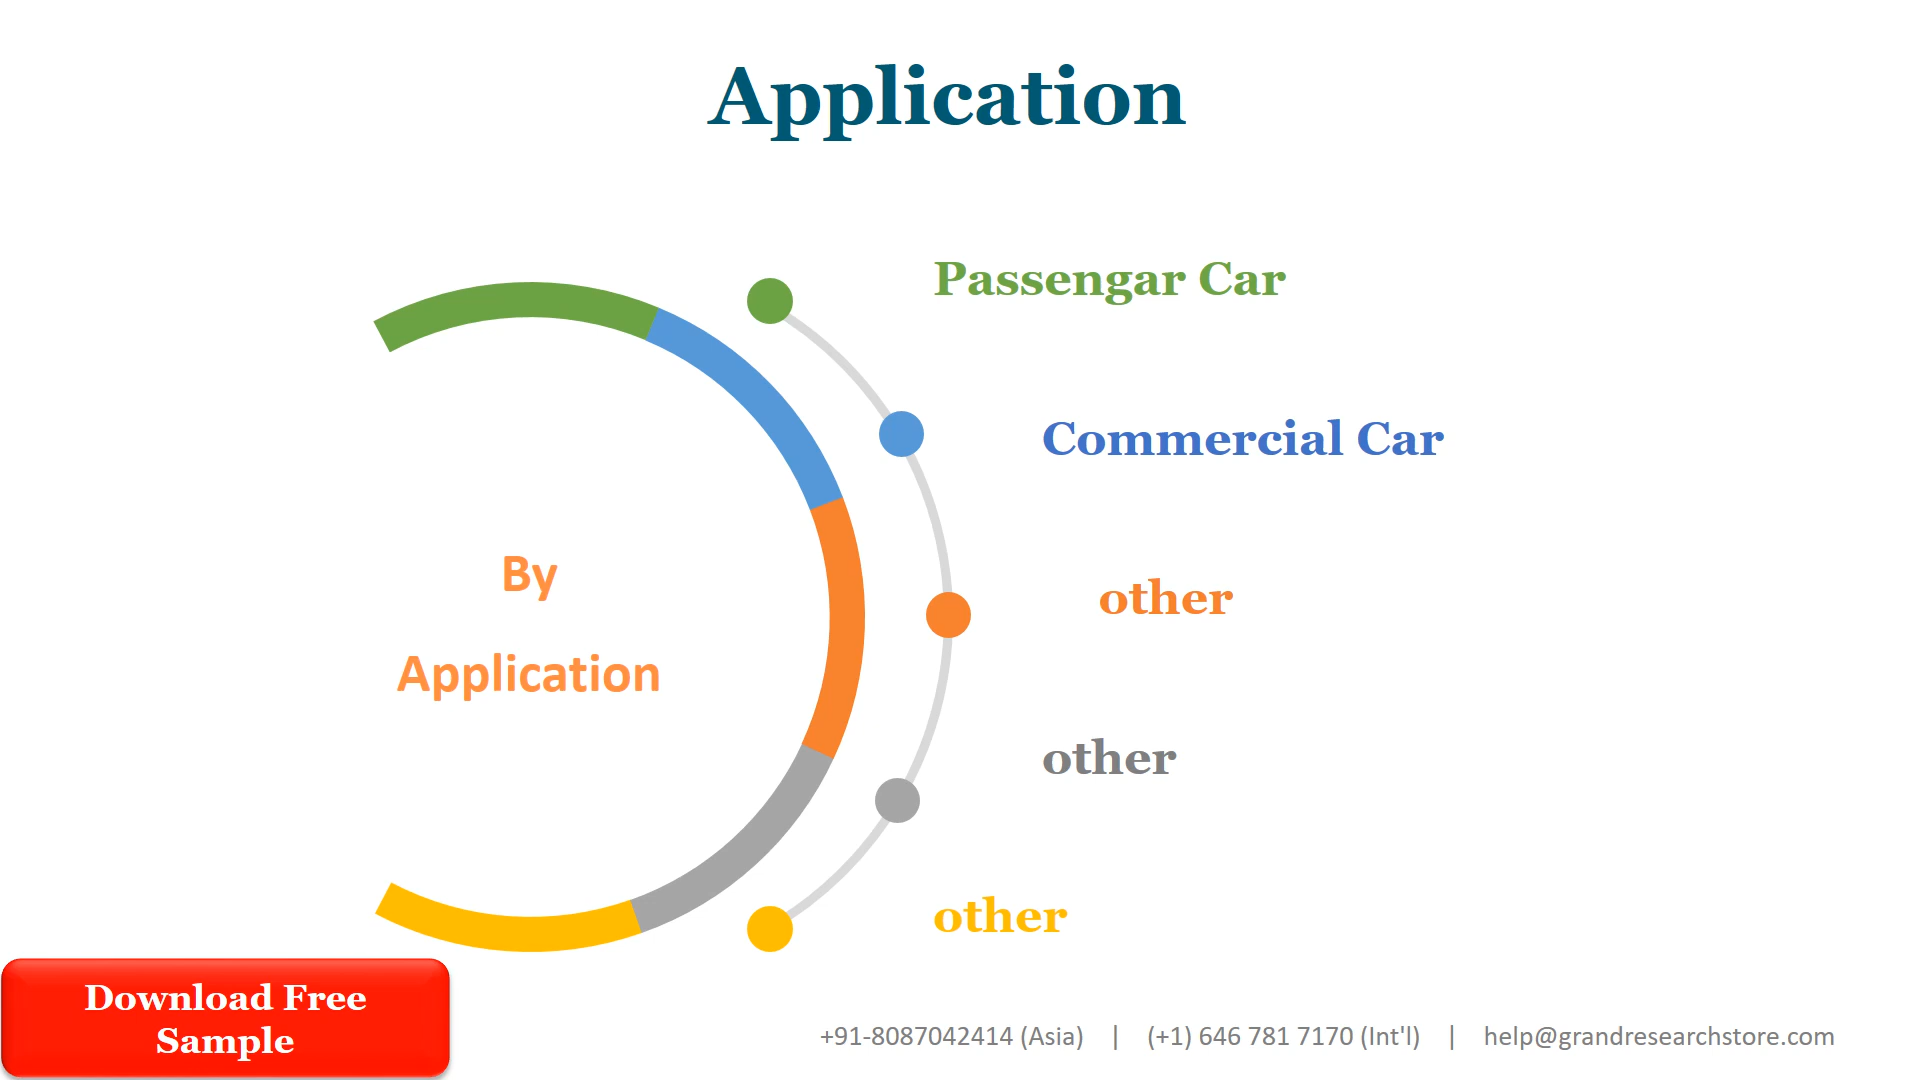 Application
Passengar Car
Commercial Car
By
Application
other
other
other
Download Free
Sample
+91-8087042414 (Asia) | (+1) 646 781 7170 (Int'l) | help@grandresearchstore.com